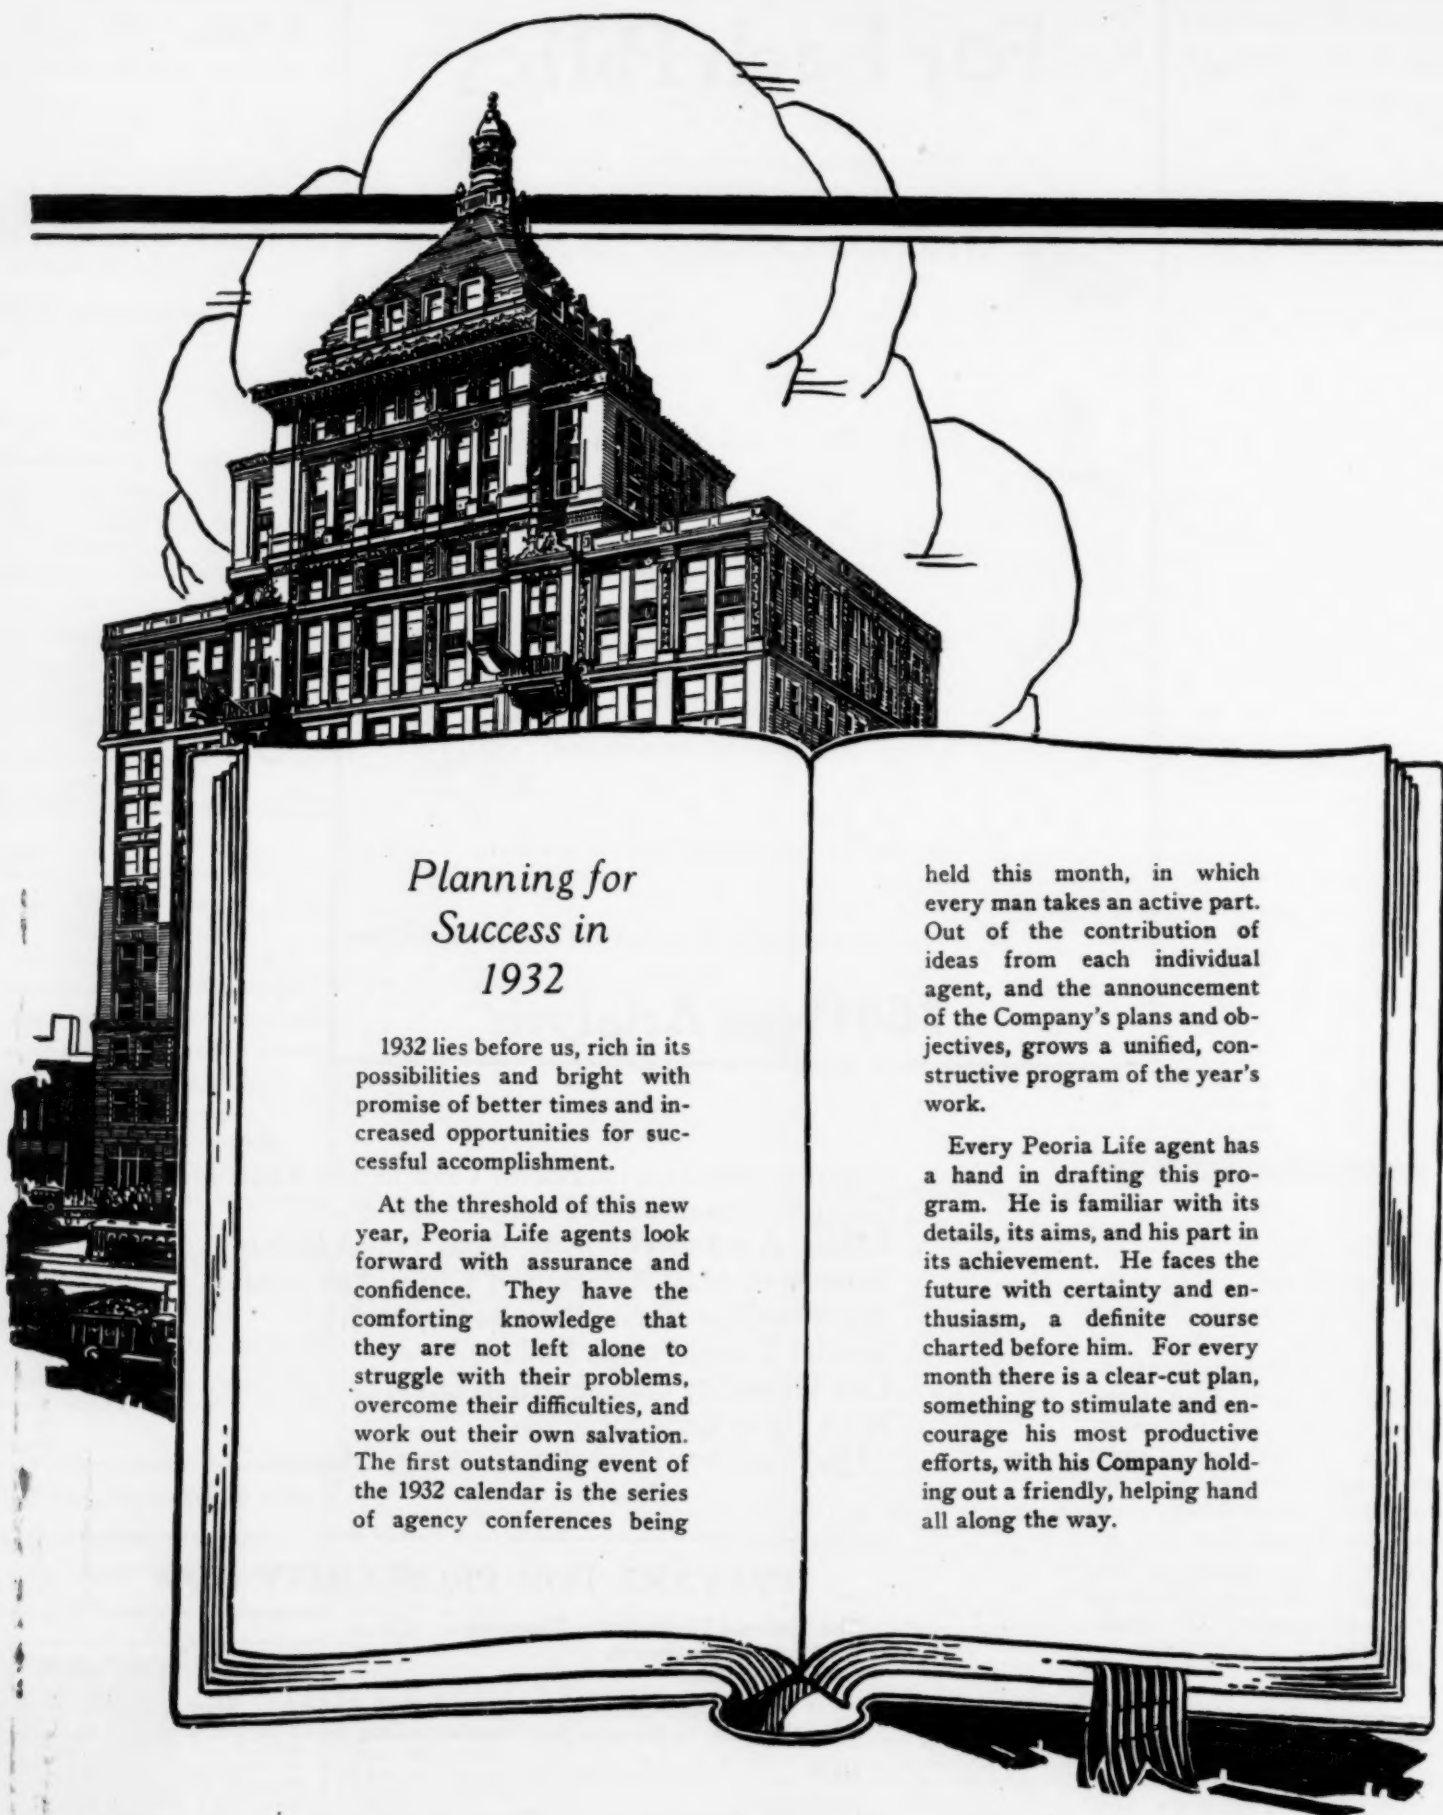 Planning for
Success in
1932
1932 lies before us, rich in its
possibilities and bright with
promise of better times and in-
creased opportunities for suc-
cessful accomplishment.
At the threshold of this new
year, Peoria Life agents look
forward with assurance and
confidence. They have the
comforting knowledge that
they are not left alone to
struggle with their problems,
overcome their difficulties, and
work out their own salvation.
The first outstanding event of
the 1932 calendar is the series
of agency conferences being
held this month, in which
every man takes an active part.
Out of the contribution of
ideas from each individual
agent, and the announcement
of the Company's plans and ob-
jectives, grows a unified, con-
structive program of the year's
work.
Every Peoria Life agent has
a hand in drafting this pro-
gram. He is familiar with its
details, its aims, and his part in
its achievement. He faces the
future with certainty and en-
thusiasm, a definite course
charted before him. For every
month there is a clear-cut plan,
something to stimulate and en-
courage his most productive
efforts, with his Company hold-
ing out a friendly, helping hand
all along the way.